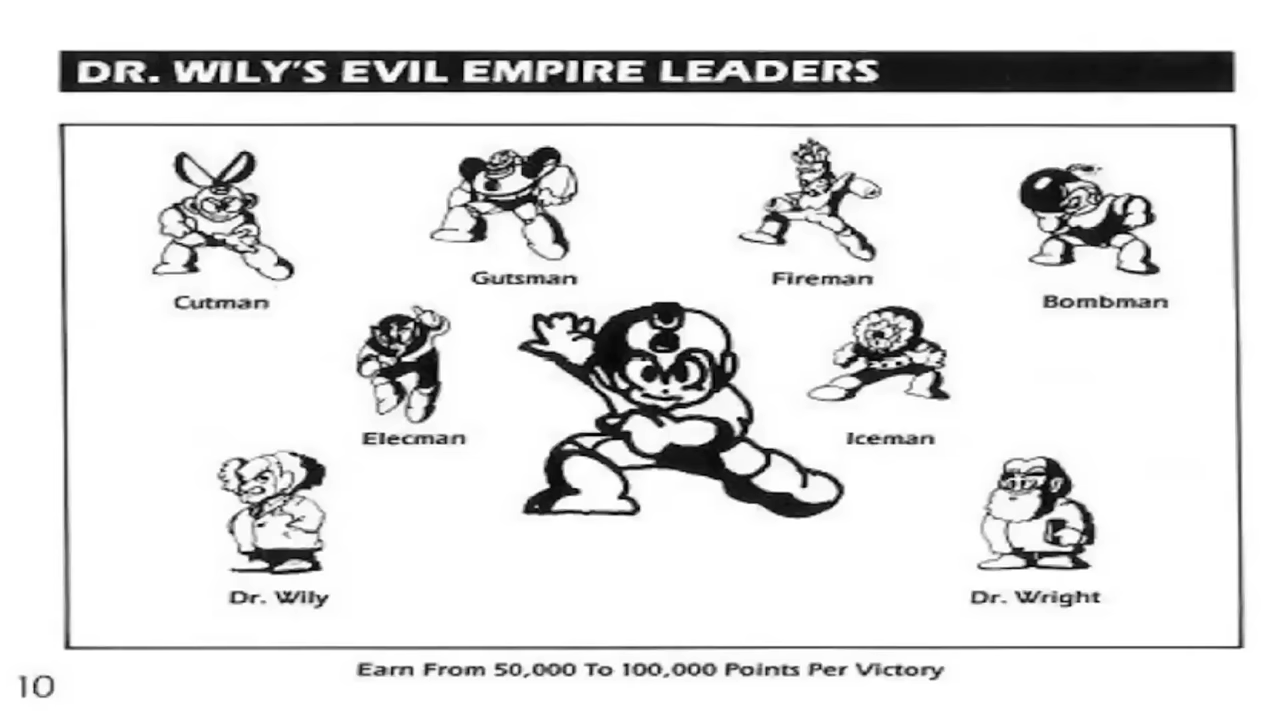 DR. WILY'S EVIL EMPIRE LEADERS
Cutman
Gutsman
Fireman
Bombman
Elecman
Iceman
Dr. Wily
Dr. Wright
Earn From 50,000 To 100,000 Points Per Victory
10